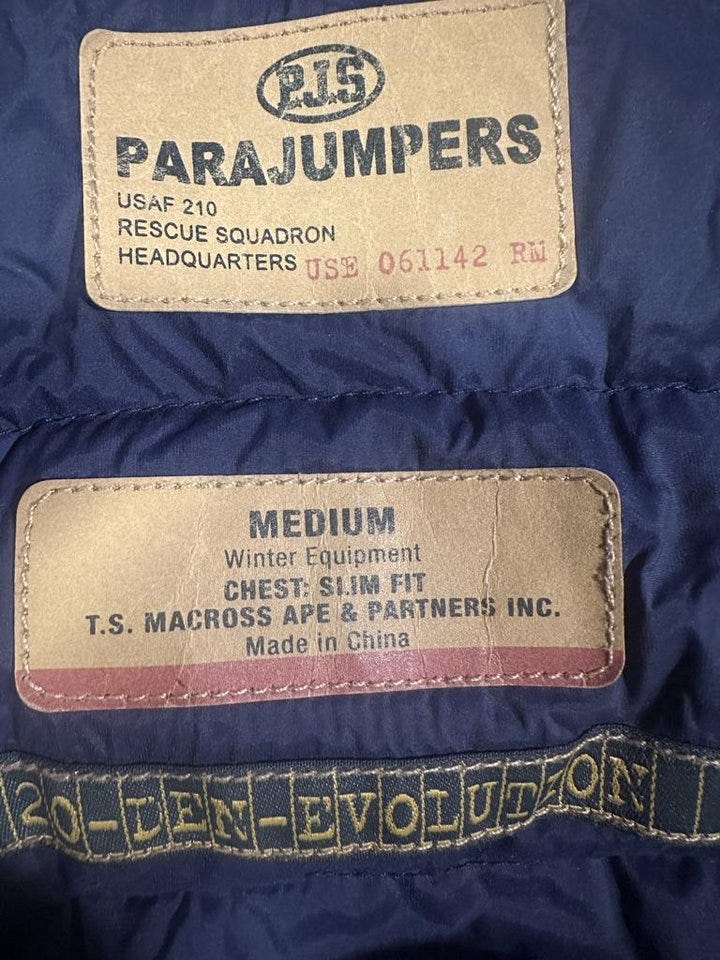 P.J.S
PARAJUMPERS
USAF 210
RESCUE SQUADRON
HEADQUARTERS USE 061142 RM
MEDIUM
Winter Equipment
CHEST: SLIM FIT
T.S. MACROSS APE & PARTNERS INC.
Made in China
20-LEN-EVOLUTION